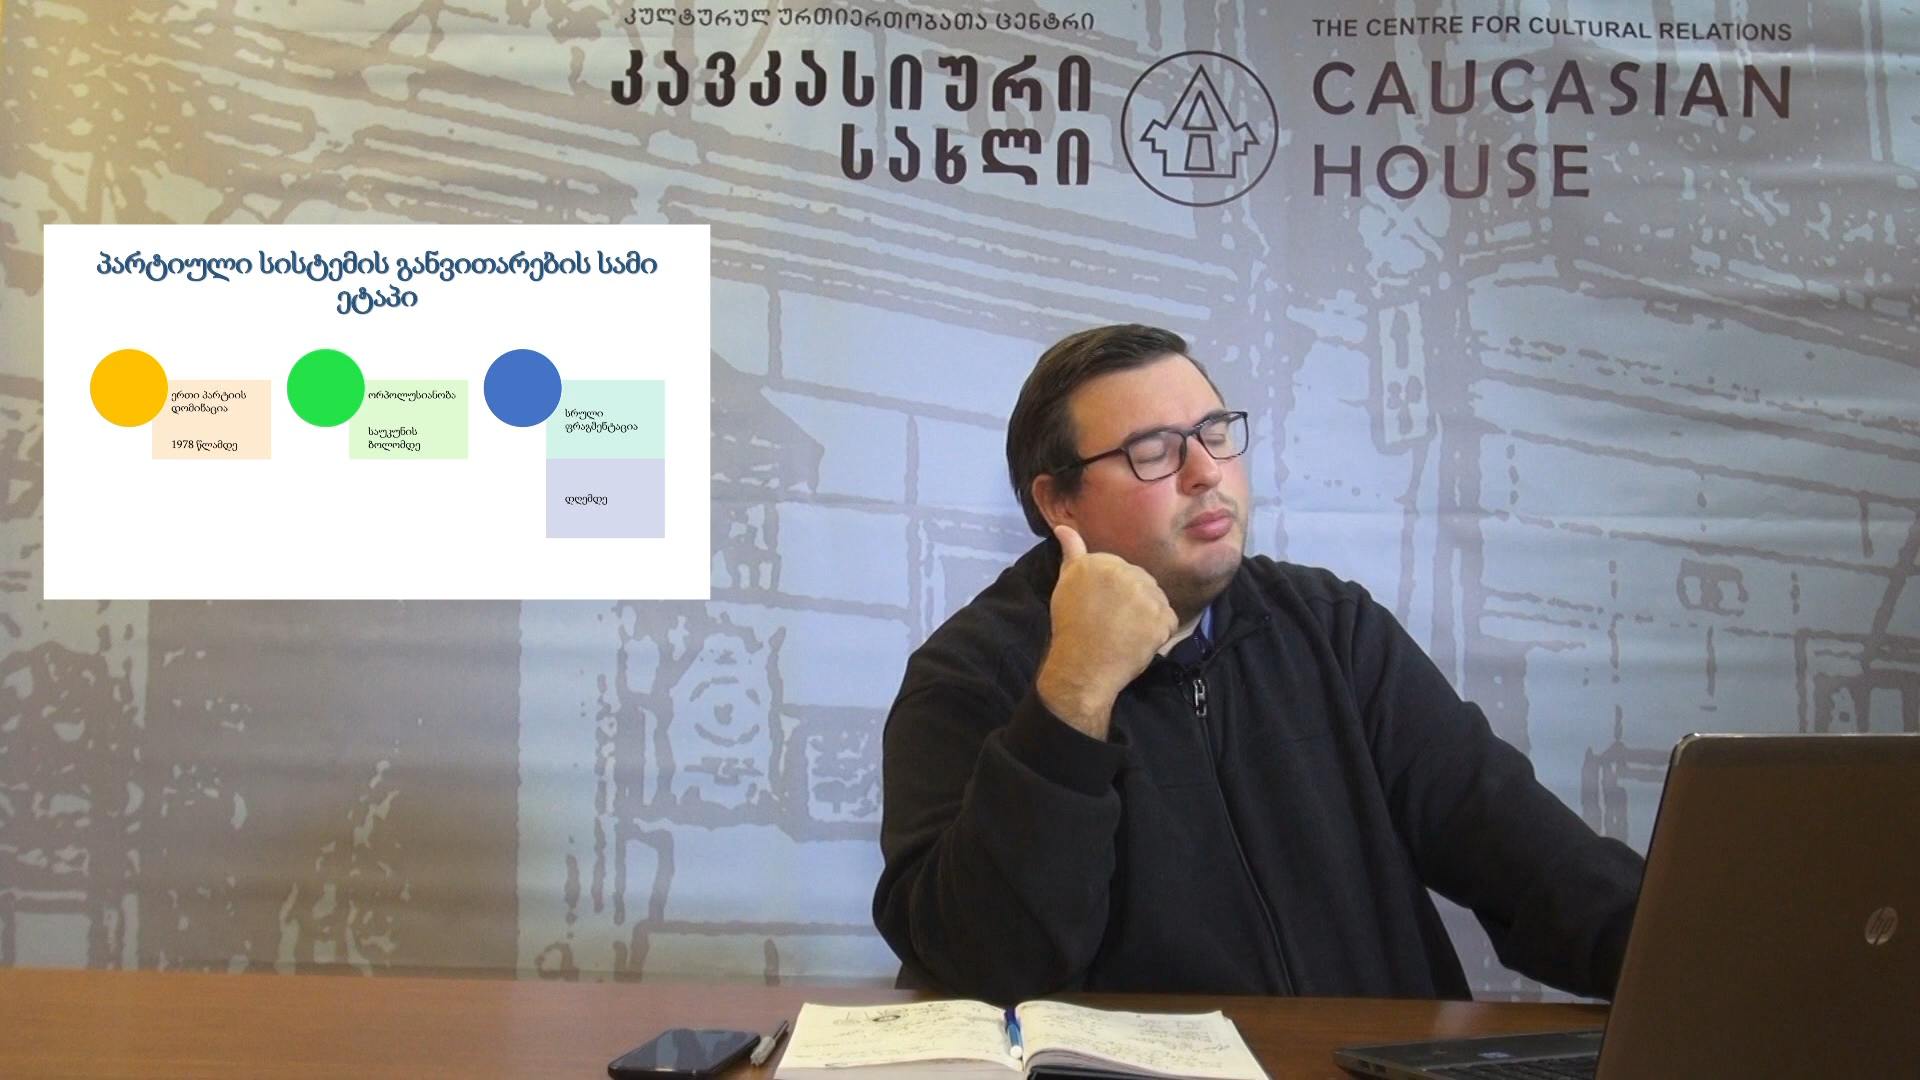 კულტურულ ურთიერთობათა ცენტრი
კავკასიური
სახლი
THE CENTRE FOR CULTURAL RELATIONS
CAUCASIAN
HOUSE
პარტიული სისტემის განვითარების სამი
ეტაპი
ერთი პარტიის
დომინაცია
1978 წლამდე
ორპოლუსიანობა
საუკუნის
ბოლომდე
სრული
ფრაგმენტაცია
დღემდე
hp